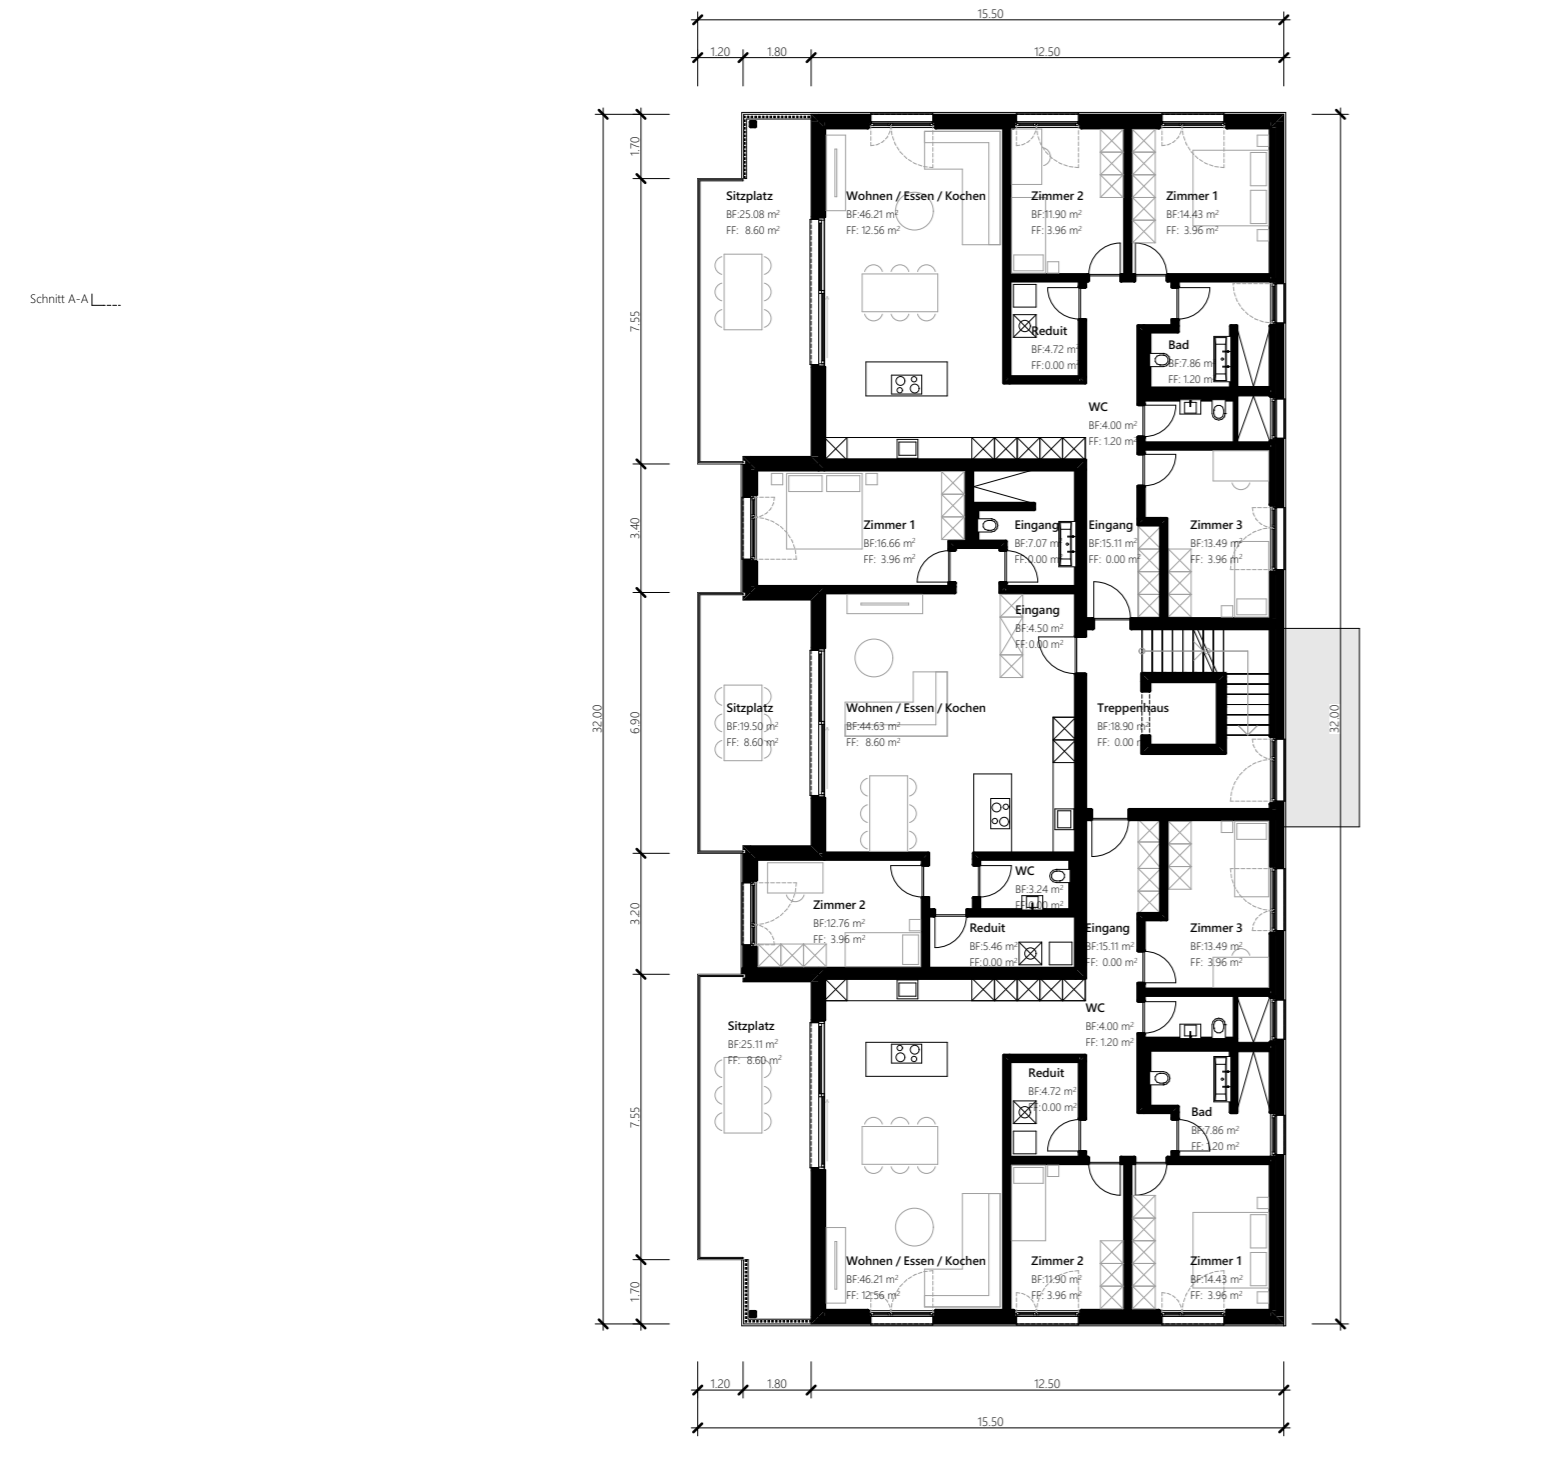 15.50
1.20
1.80
12.50
1.70
7.55
3.40
6.90
3.20
7.55
1.70
32.00
32.00
Schnitt A-A
Sitzplatz
BF:25.08 m²
FF: 8.60 m²
Wohnen / Essen / Kochen
BF:46.21 m²
FF: 12.56 m²
Zimmer 2
BF:11.90 m²
FF: 3.96 m²
Zimmer 1
BF:14.43 m²
FF: 3.96 m²
Reduit
BF:4.72 m²
FF:0.00 m²
Bad
BF:7.86 m²
FF: 1.20 m²
WC
BF:4.00 m²
FF: 1.20 m²
Zimmer 1
BF:16.66 m²
FF: 3.96 m²
Eingang
BF:7.07 m²
FF:0.00 m²
Eingang
BF:15.11 m²
FF: 0.00 m²
Zimmer 3
BF:13.49 m²
FF: 3.96 m²
Eingang
BF:4.50 m²
FF:0.00 m²
Sitzplatz
BF:19.50 m²
FF: 8.60 m²
Wohnen / Essen / Kochen
BF:44.63 m²
FF: 8.60 m²
Treppenhaus
BF:18.90 m²
FF: 0.00 m²
Zimmer 2
BF:12.76 m²
FF: 3.96 m²
WC
BF:3.24 m²
FF:0.00 m²
Reduit
BF:5.46 m²
FF:0.00 m²
Eingang
BF:15.11 m²
FF: 0.00 m²
Zimmer 3
BF:13.49 m²
FF: 3.96 m²
WC
BF:4.00 m²
FF: 1.20 m²
Sitzplatz
BF:25.11 m²
FF: 8.60 m²
Reduit
BF:4.72 m²
FF:0.00 m²
Bad
BF:7.86 m²
FF: 1.20 m²
Wohnen / Essen / Kochen
BF:46.21 m²
FF: 12.56 m²
Zimmer 2
BF:11.90 m²
FF: 3.96 m²
Zimmer 1
BF:14.43 m²
FF: 3.96 m²
1.20
1.80
12.50
15.50